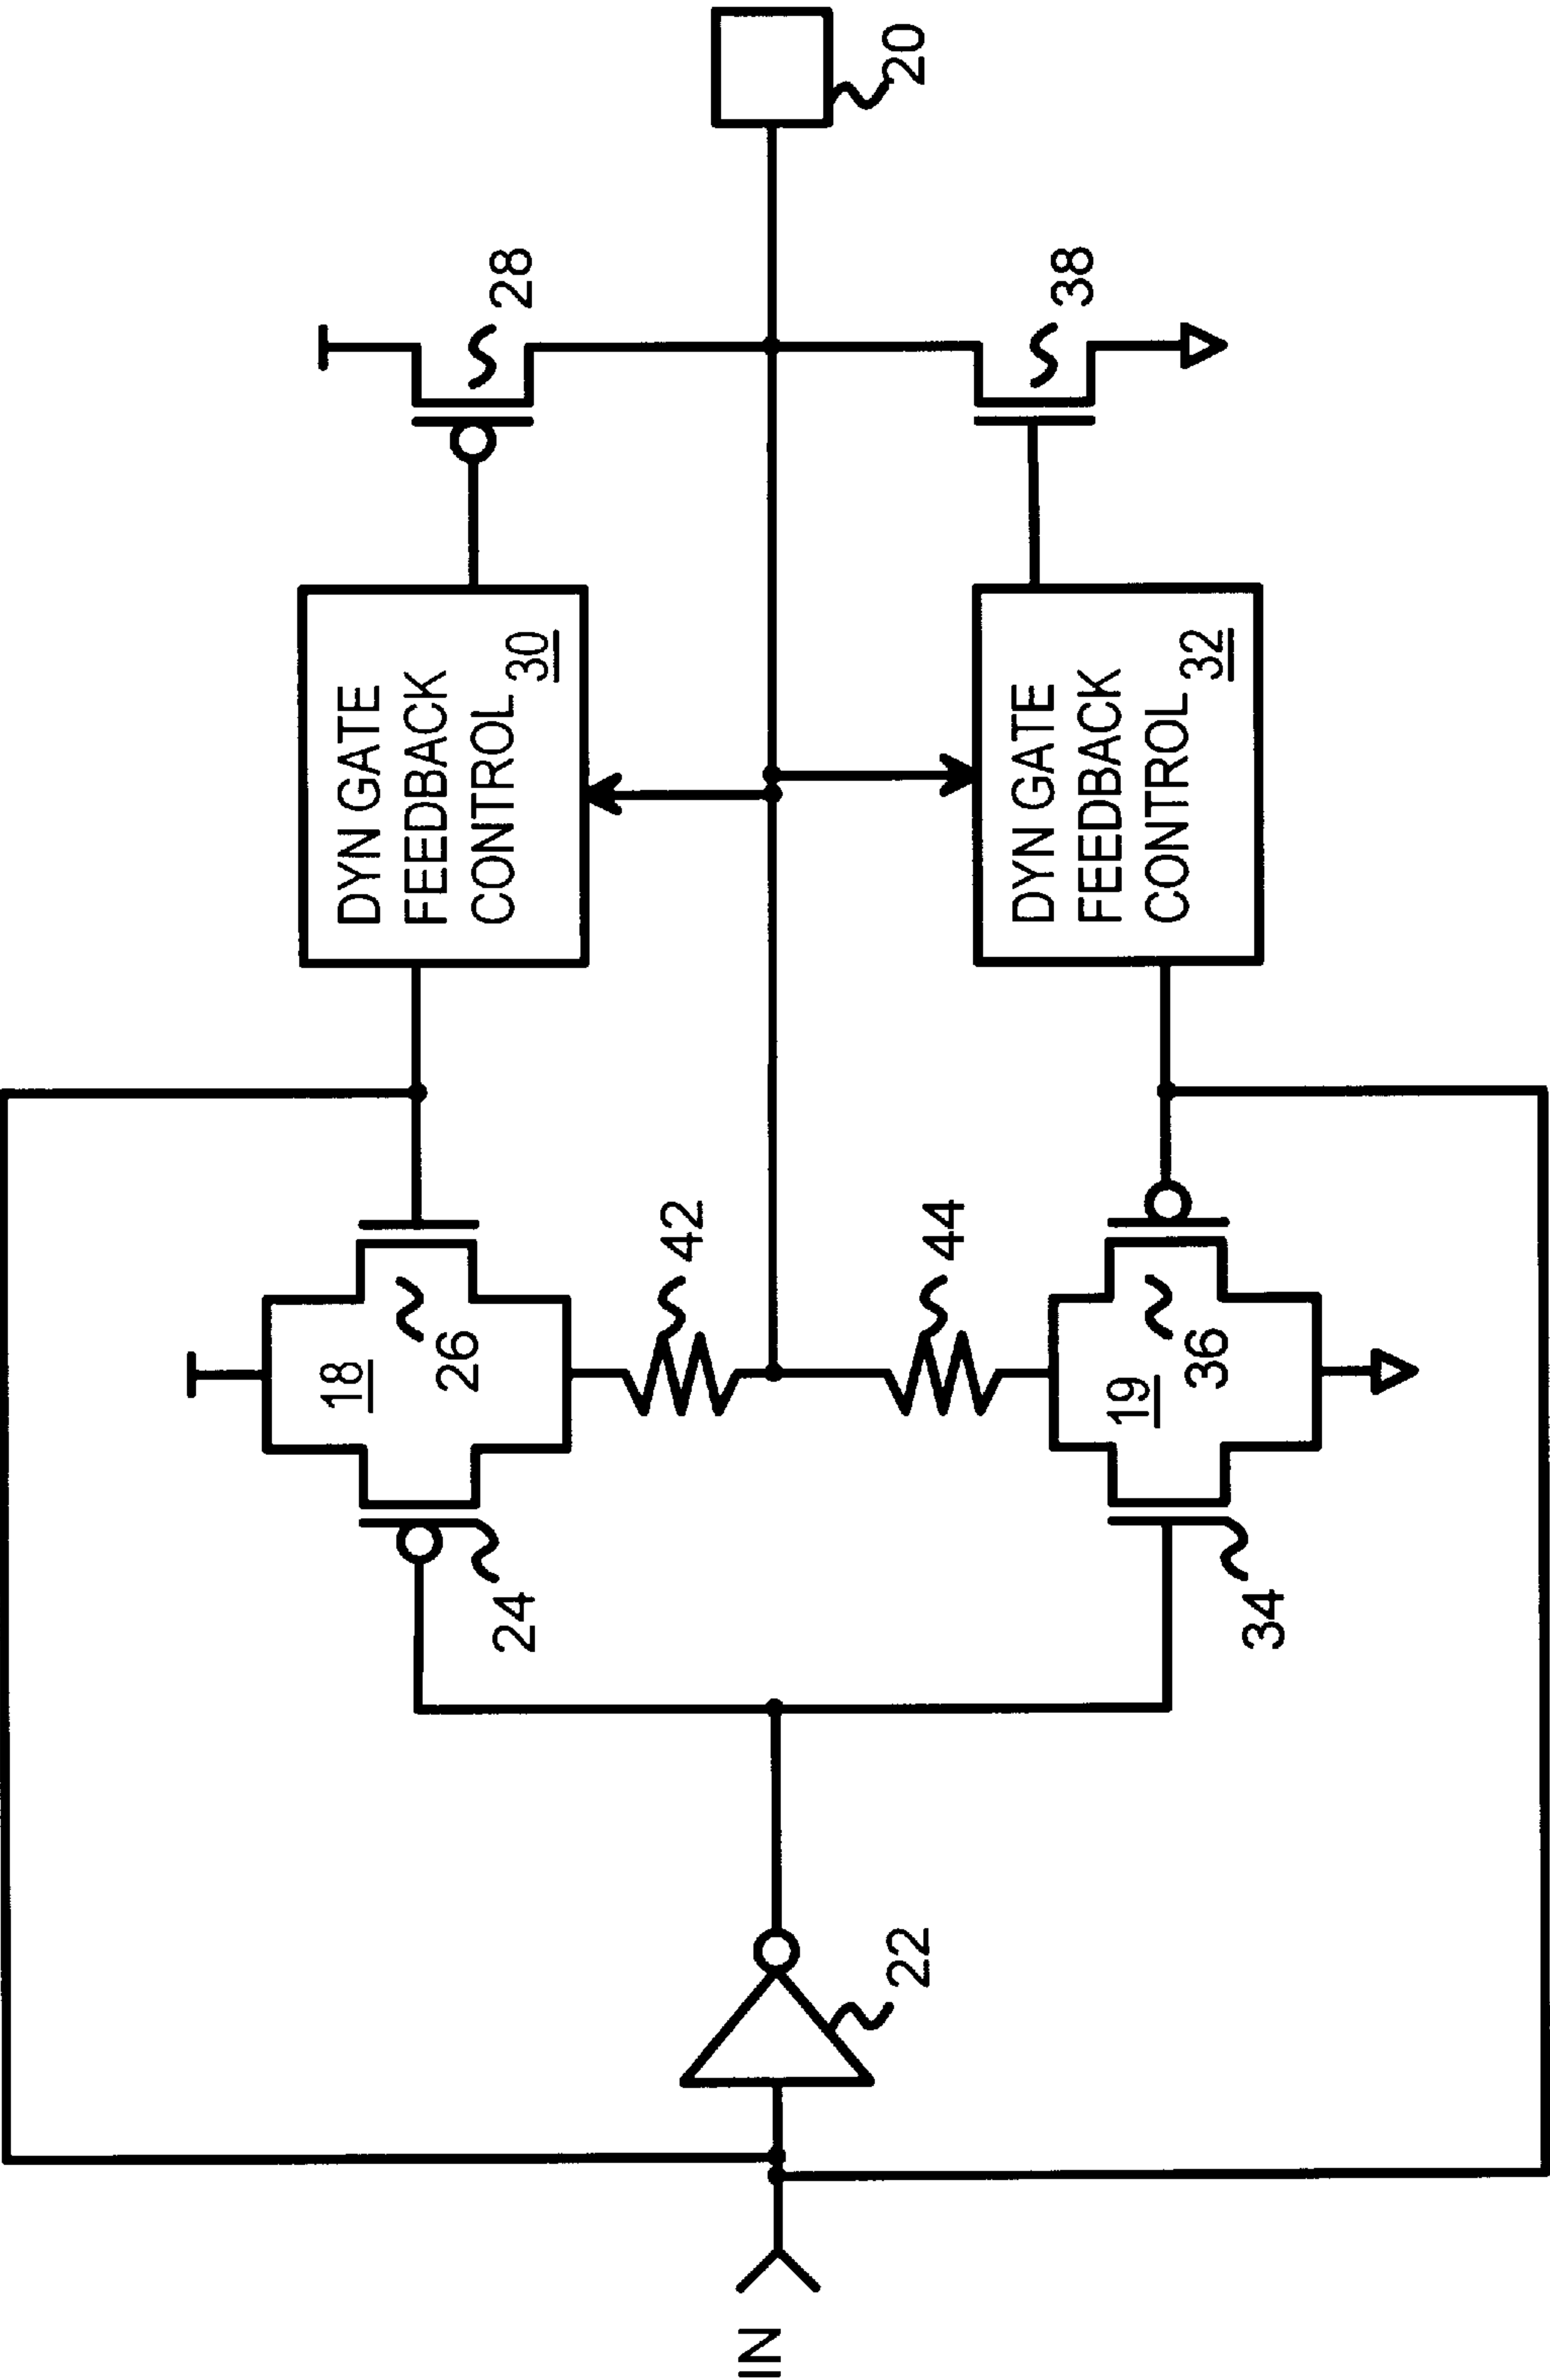 18
26
24
DYN GATE
FEEDBACK
CONTROL 30
28
42
IN
22
20
44
DYN GATE
FEEDBACK
CONTROL 32
38
19
36
34